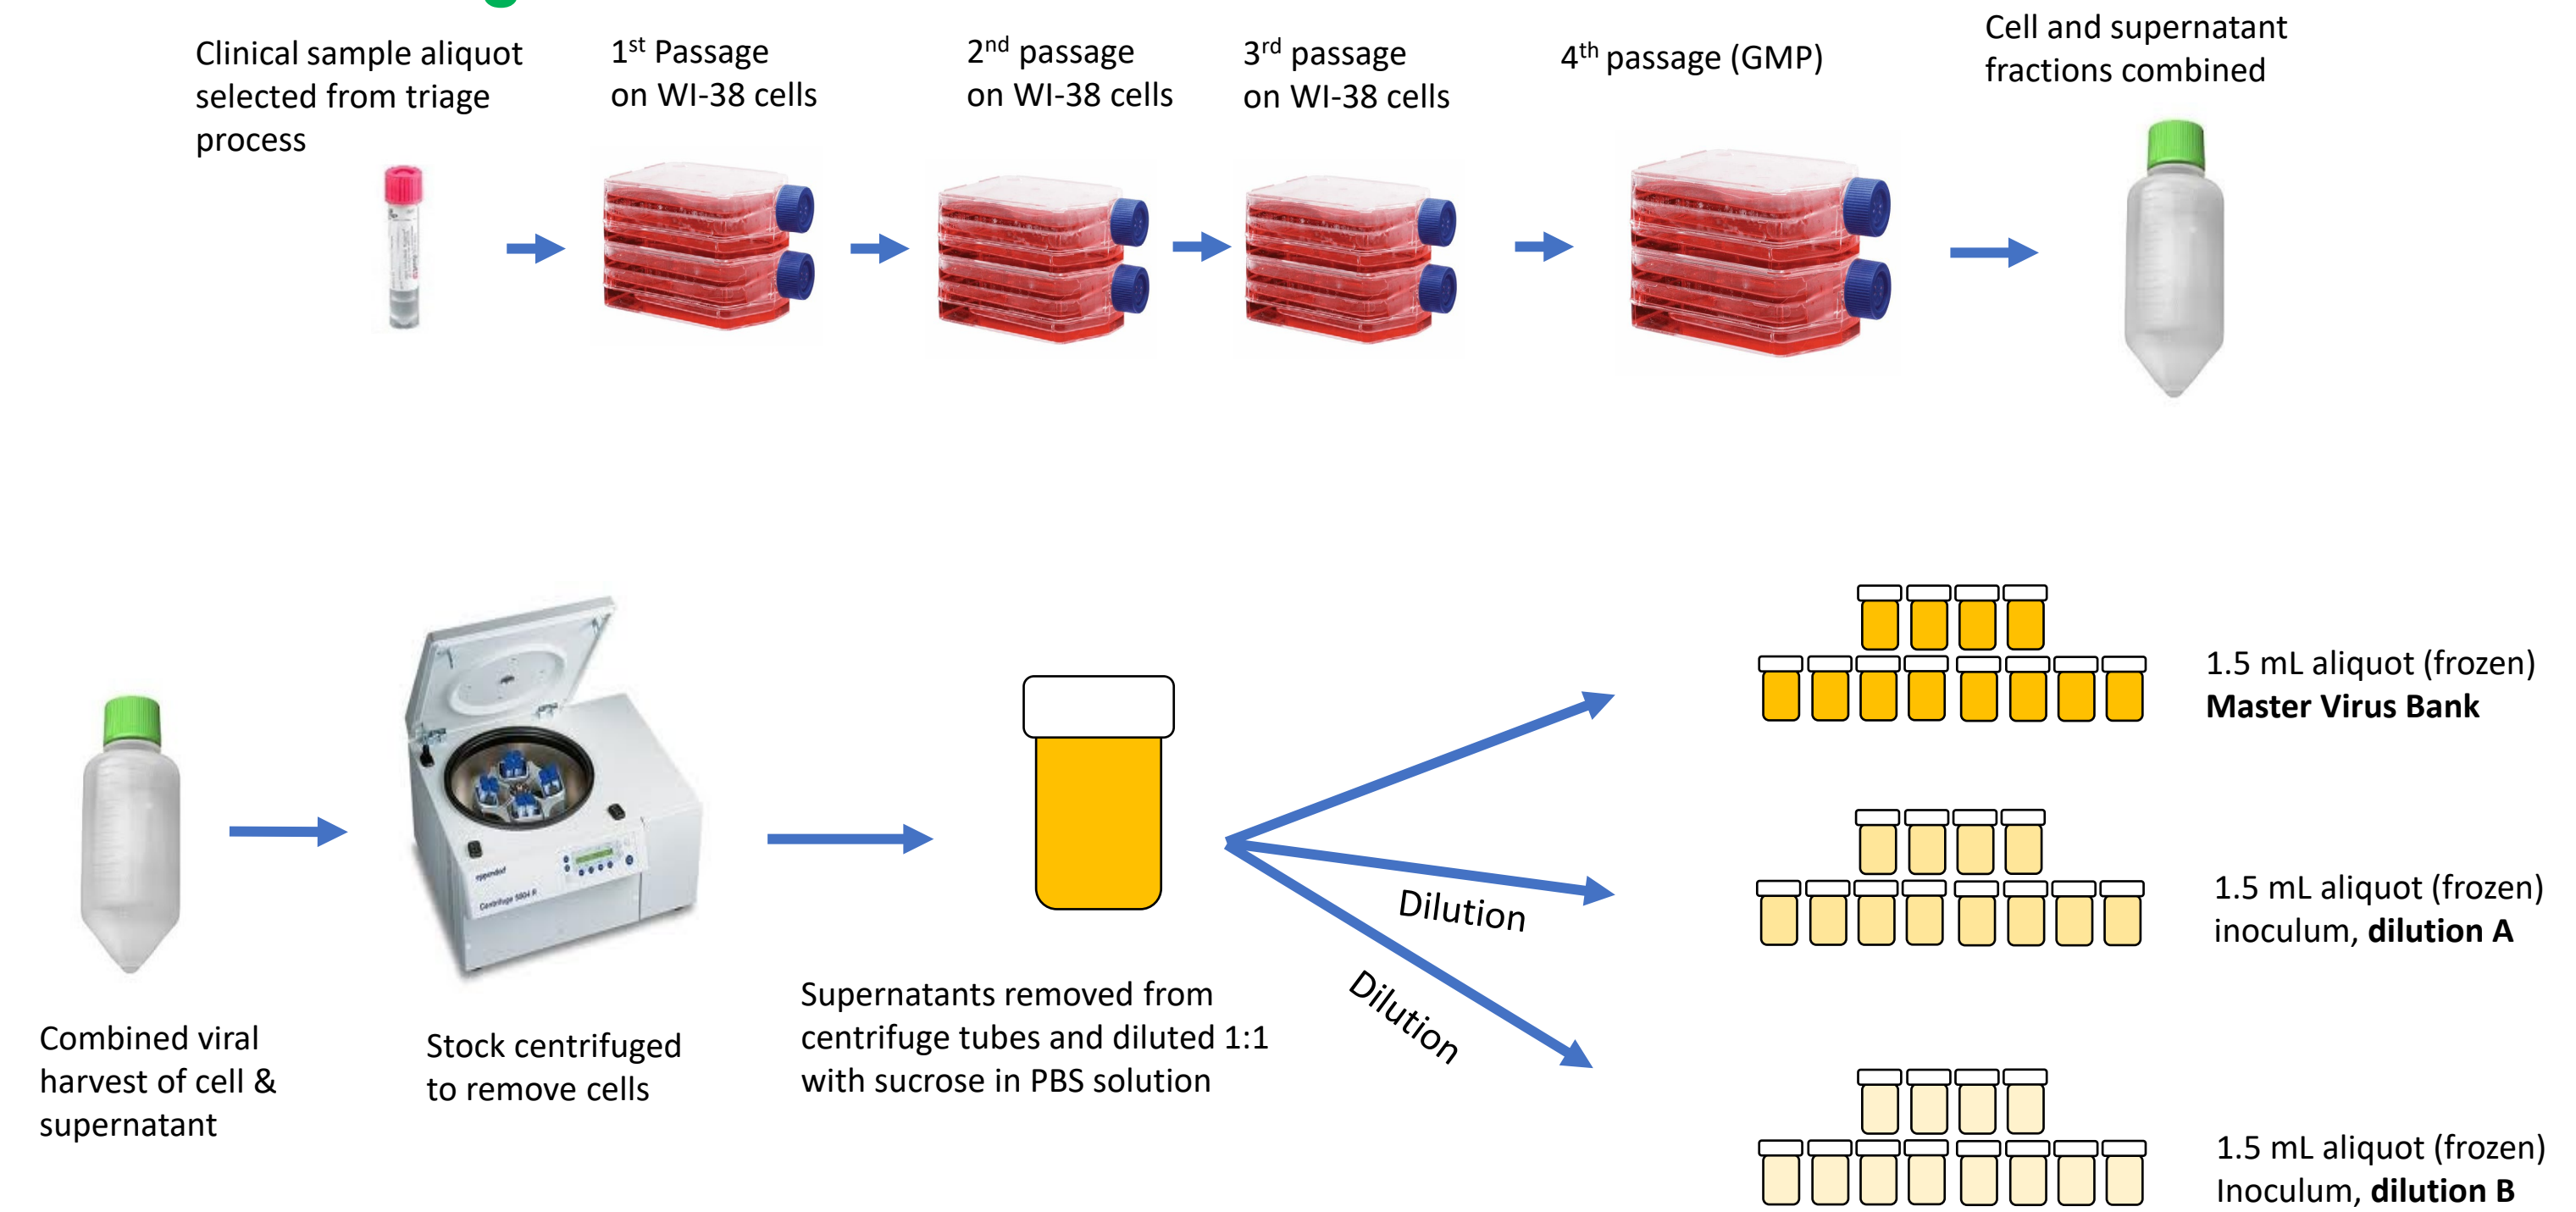 Clinical sample aliquot
selected from triage
process
1st Passage
on WI-38 cells
2nd passage
on WI-38 cells
3rd passage
on WI-38 cells
4th passage (GMP)
Cell and supernatant
fractions combined
Combined viral
harvest of cell &
supernatant
eppendorf
Centrifuge 5804 R
Stock centrifuged
to remove cells
Supernatants removed from
centrifuge tubes and diluted 1:1
with sucrose in PBS solution
Dilution
Dilution
1.5 mL aliquot (frozen)
Master Virus Bank
1.5 mL aliquot (frozen)
inoculum, dilution A
1.5 mL aliquot (frozen)
Inoculum, dilution B